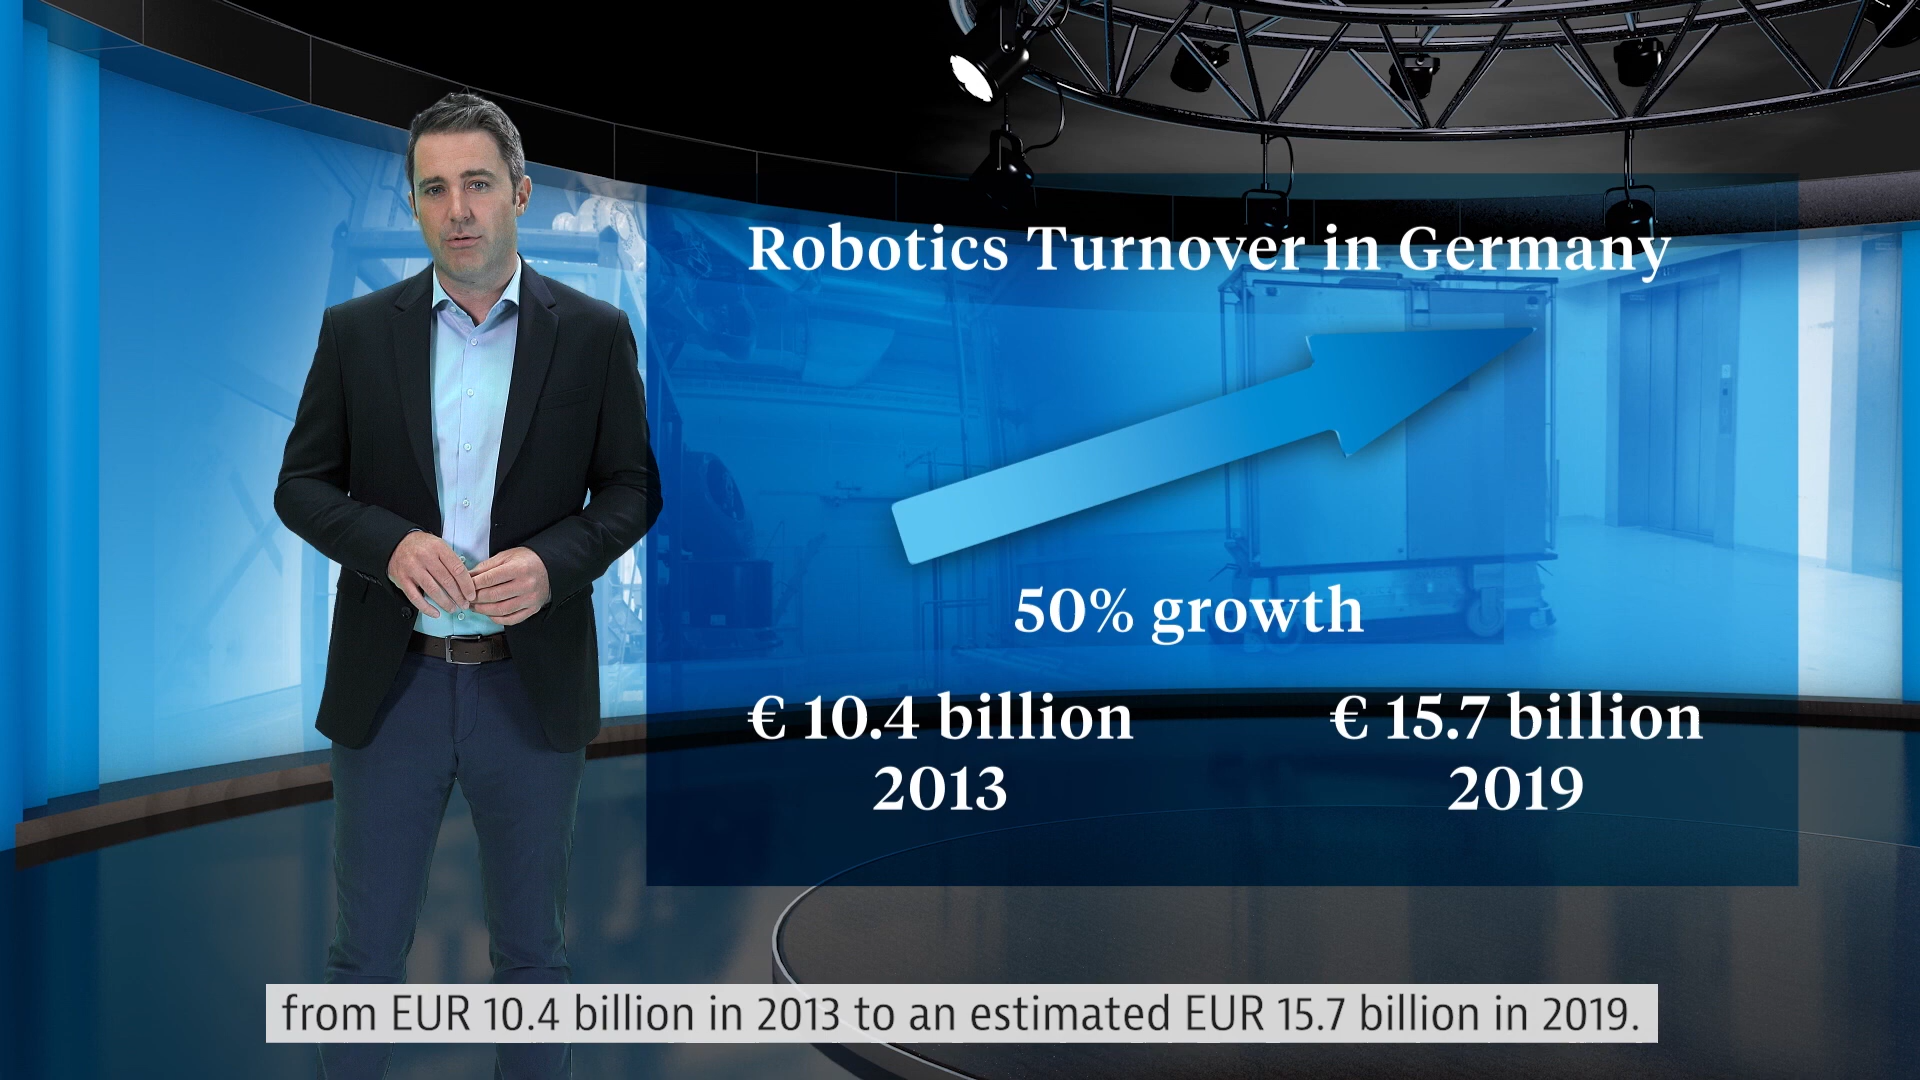 Robotics Turnover in Germany
50% growth
€ 10.4 billion
2013
€ 15.7 billion
2019
from EUR 10.4 billion in 2013 to an estimated EUR 15.7 billion in 2019.